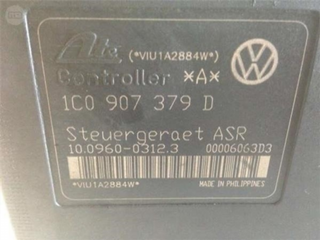 Ate (*VIU1A2884W*)
Controller *A*
1C0 907 379 D
Steuergeraet ASR
10.0960-0312.3 00006063D3
*VIU1A2884W* MADE IN PHILIPPINES